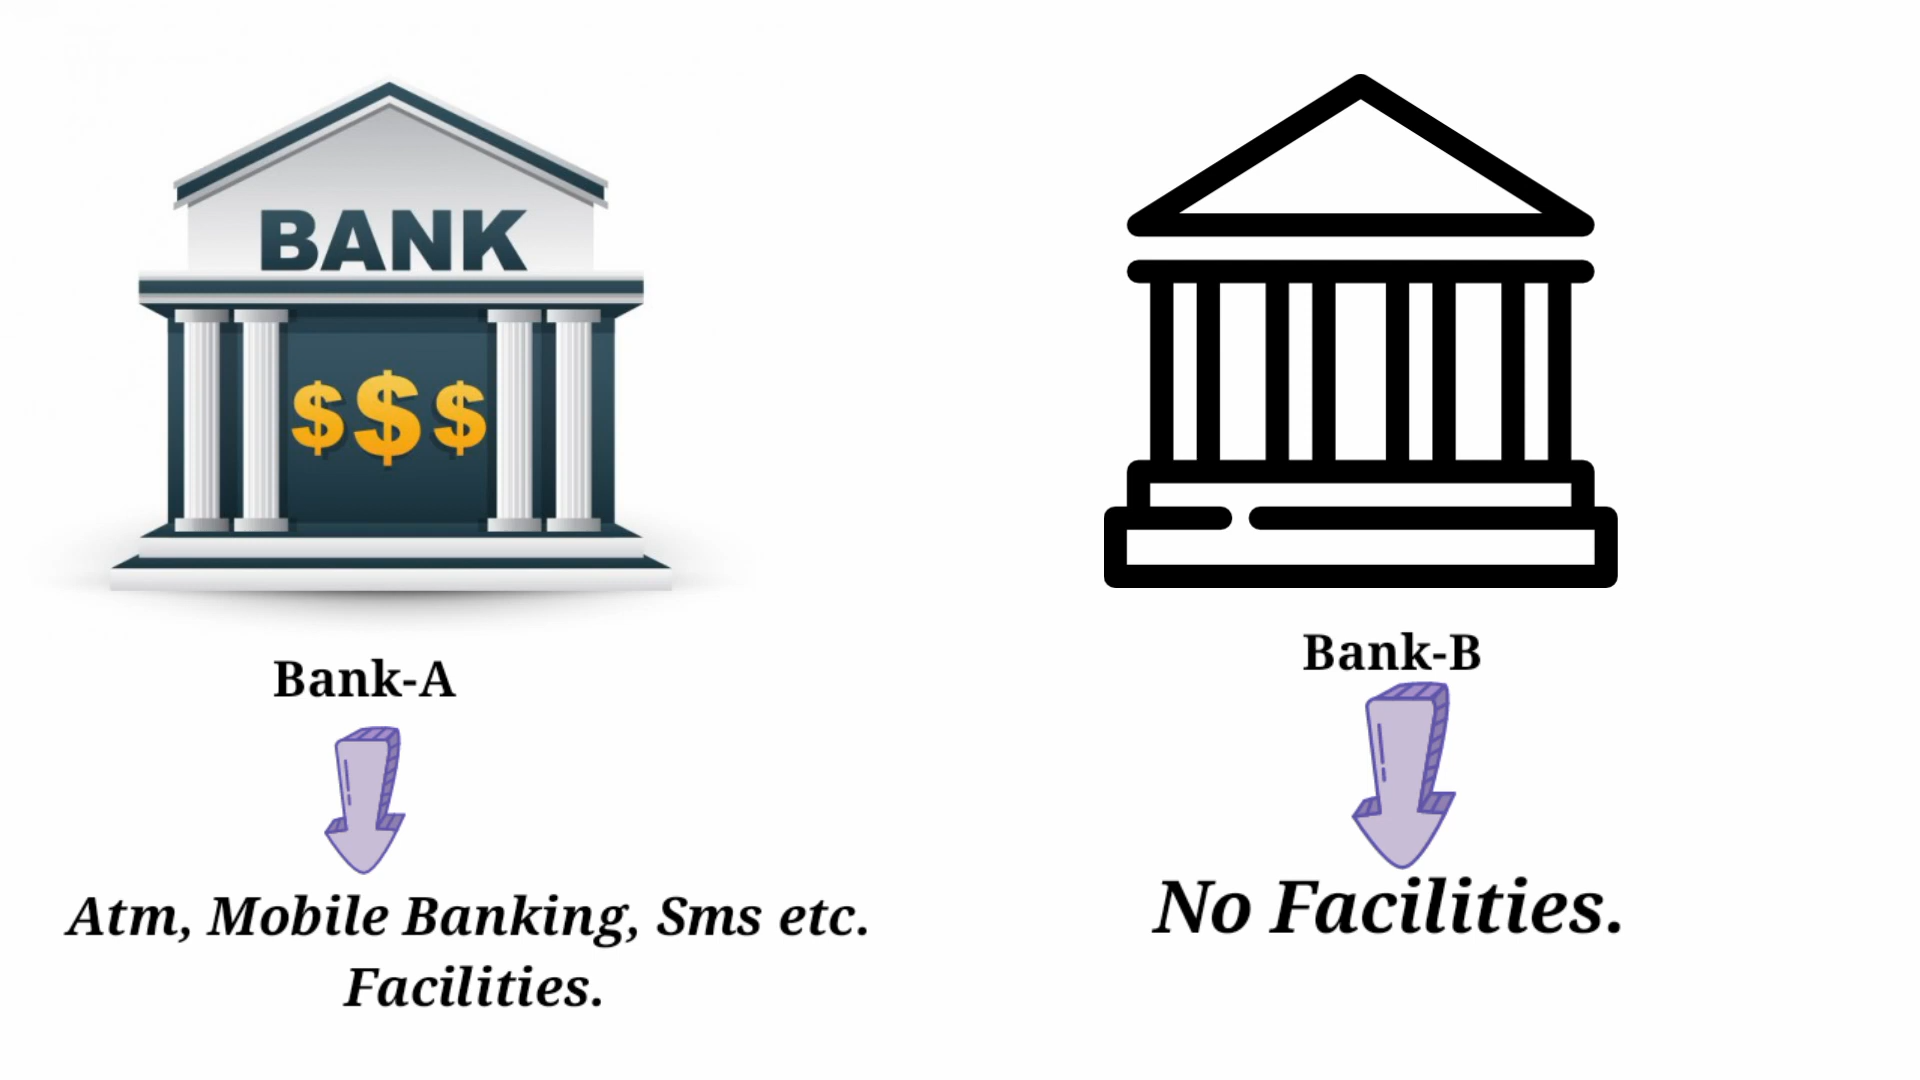 BANK
$$$
Bank-A
Atm, Mobile Banking, Sms etc.
Facilities.
Bank-B
No Facilities.